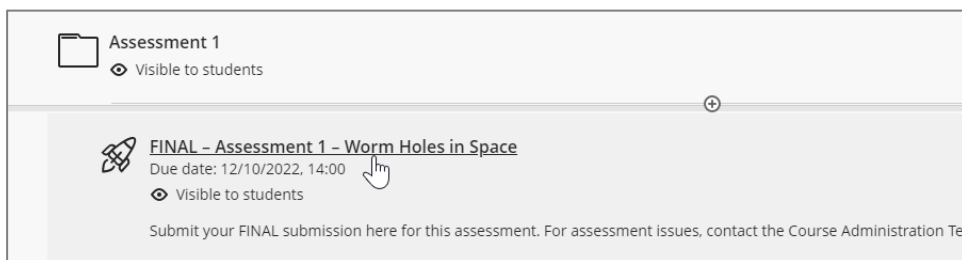 Assessment 1
Visible to students
FINAL – Assessment 1 – Worm Holes in Space
Due date: 12/10/2022, 14:00
Visible to students
Submit your FINAL submission here for this assessment. For assessment issues, contact the Course Administration